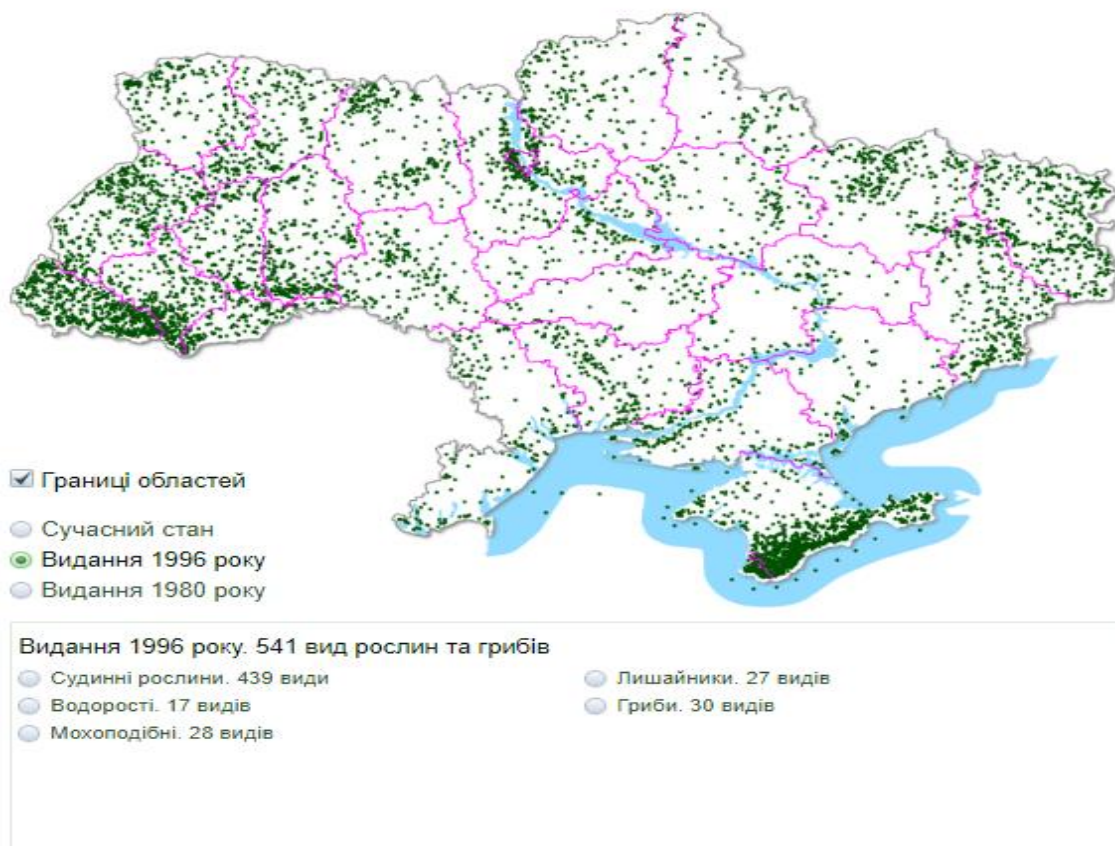 Границі областей
Сучасний стан
Видання 1996 року
Видання 1980 року
Видання 1996 року. 541 вид рослин та грибів
Судинні рослини. 439 види
Водорості. 17 видів
Мохоподібні. 28 видів
Лишайники. 27 видів
Гриби. 30 видів